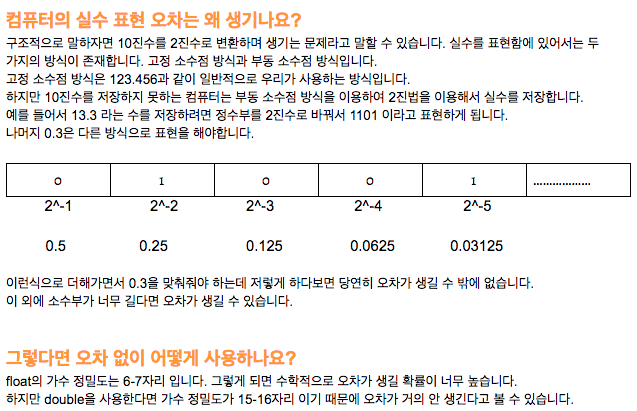 컴퓨터의 실수 표현 오차는 왜 생기나요?
구조적으로 말하자면 10진수를 2진수로 변환하며 생기는 문제라고 말할 수 있습니다. 실수를 표현함에 있어서는 두
가지의 방식이 존재합니다. 고정 소수점 방식과 부동 소수점 방식입니다.
고정 소수점 방식은 123.456과 같이 일반적으로 우리가 사용하는 방식입니다.
하지만 10진수를 저장하지 못하는 컴퓨터는 부동 소수점 방식을 이용하여 2진법을 이용해서 실수를 저장합니다.
예를 들어서 13.3 라는 수를 저장하려면 정수부를 2진수로 바꿔서 1101 이라고 표현하게 됩니다.
나머지 0.3은 다른 방식으로 표현을 해야합니다.
0 1 0 0 1 ..................
2^-1 2^-2 2^-3 2^-4 2^-5
0.5 0.25 0.125 0.0625 0.03125
이런식으로 더해가면서 0.3을 맞춰줘야 하는데 저렇게 하다보면 당연히 오차가 생길 수 밖에 없습니다.
이 외에 소수부가 너무 길다면 오차가 생길 수 있습니다.
그렇다면 오차 없이 어떻게 사용하나요?
float의 가수 정밀도는 6-7자리 입니다. 그렇게 되면 수학적으로 오차가 생길 확률이 너무 높습니다.
하지만 double을 사용한다면 가수 정밀도가 15-16자리 이기 때문에 오차가 거의 안 생긴다고 볼 수 있습니다.